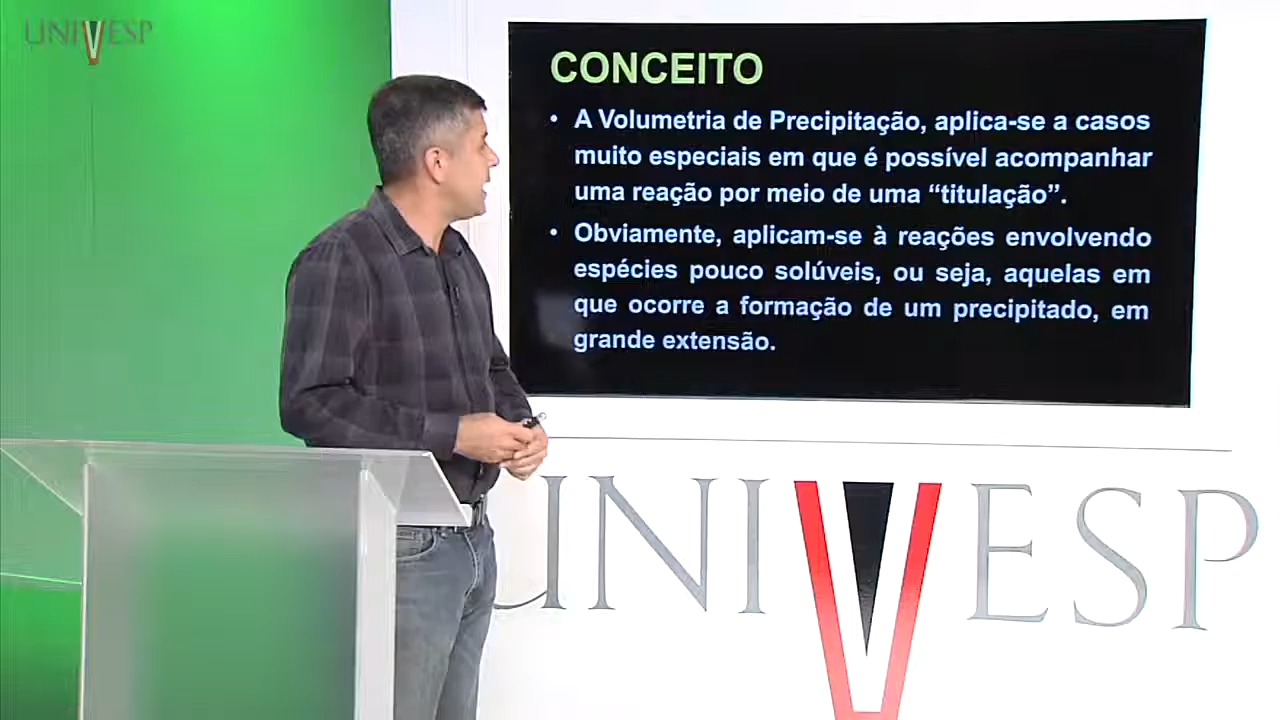 UNIVESP
CONCEITO
• A Volumetria de Precipitação, aplica-se a casos
muito especiais em que é possível acompanhar
uma reação por meio de uma “titulação”.
• Obviamente, aplicam-se à reações envolvendo
espécies pouco solúveis, ou seja, aquelas em
que ocorre a formação de um precipitado, em
grande extensão.
UNIVESP